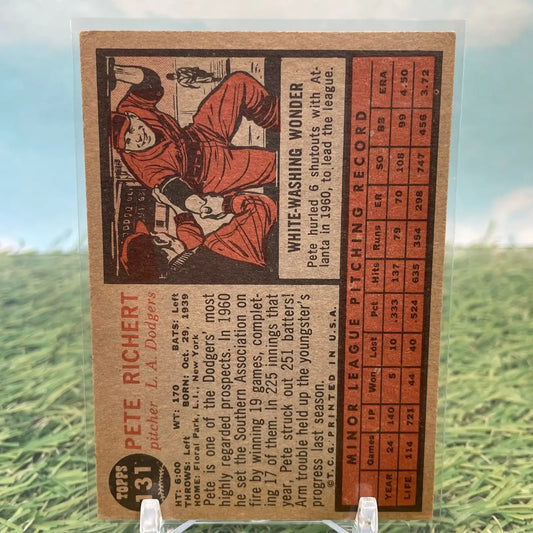 TOPPS
131
PETE RICHERT
pitcher L. A. Dodgers
HT: 6:00 WT: 170 BATS: Left
THROWS: Left BORN: Oct. 29, 1939
HOME: Floral Park, L.I., New York
Pete is one of the Dodgers' most
highly regarded prospects. In 1960
he set the Southern Association on
fire by winning 19 games, complet-
ing 17 of them. In 225 innings that
year, Pete struck out 251 batters!
Arm trouble held up the youngster's
progress last season.
©T.C.G. PRINTED IN U.S.A.
WHITE-WASHING WONDER
Pete hurled 6 shutouts with At-
lanta in 1960, to lead the league.
MINOR LEAGUE PITCHING RECORD
Games IP Won Lost Pct Hits Runs ER SO BB ERA
YEAR 24 140 5 10 .333 137 79 70 108 99 4.50
LIFE 114 721 44 40 .524 635 354 298 747 456 3.72